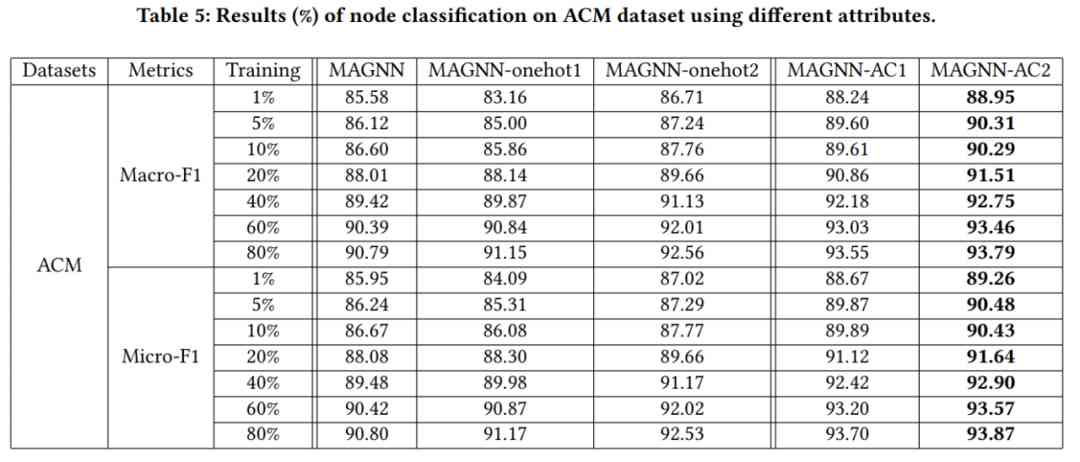 Table 5: Results (%) of node classification on ACM dataset using different attributes.
Datasets Metrics Training MAGNN MAGNN-onehot1 MAGNN-onehot2 MAGNN-AC1 MAGNN-AC2
ACM
Macro-F1
1% 85.58 83.16 86.71 88.24 88.95
5% 86.12 85.00 87.24 89.60 90.31
10% 86.60 85.86 87.76 89.61 90.29
20% 88.01 88.14 89.66 90.86 91.51
40% 89.42 89.87 91.13 92.18 92.75
60% 90.39 90.84 92.01 93.03 93.46
80% 90.79 91.15 92.56 93.55 93.79
Micro-F1
1% 85.95 84.09 87.02 88.67 89.26
5% 86.24 85.31 87.29 89.87 90.48
10% 86.67 86.08 87.77 89.89 90.43
20% 88.08 88.30 89.66 91.12 91.64
40% 89.48 89.98 91.17 92.42 92.90
60% 90.42 90.87 92.02 93.20 93.57
80% 90.80 91.17 92.53 93.70 93.87